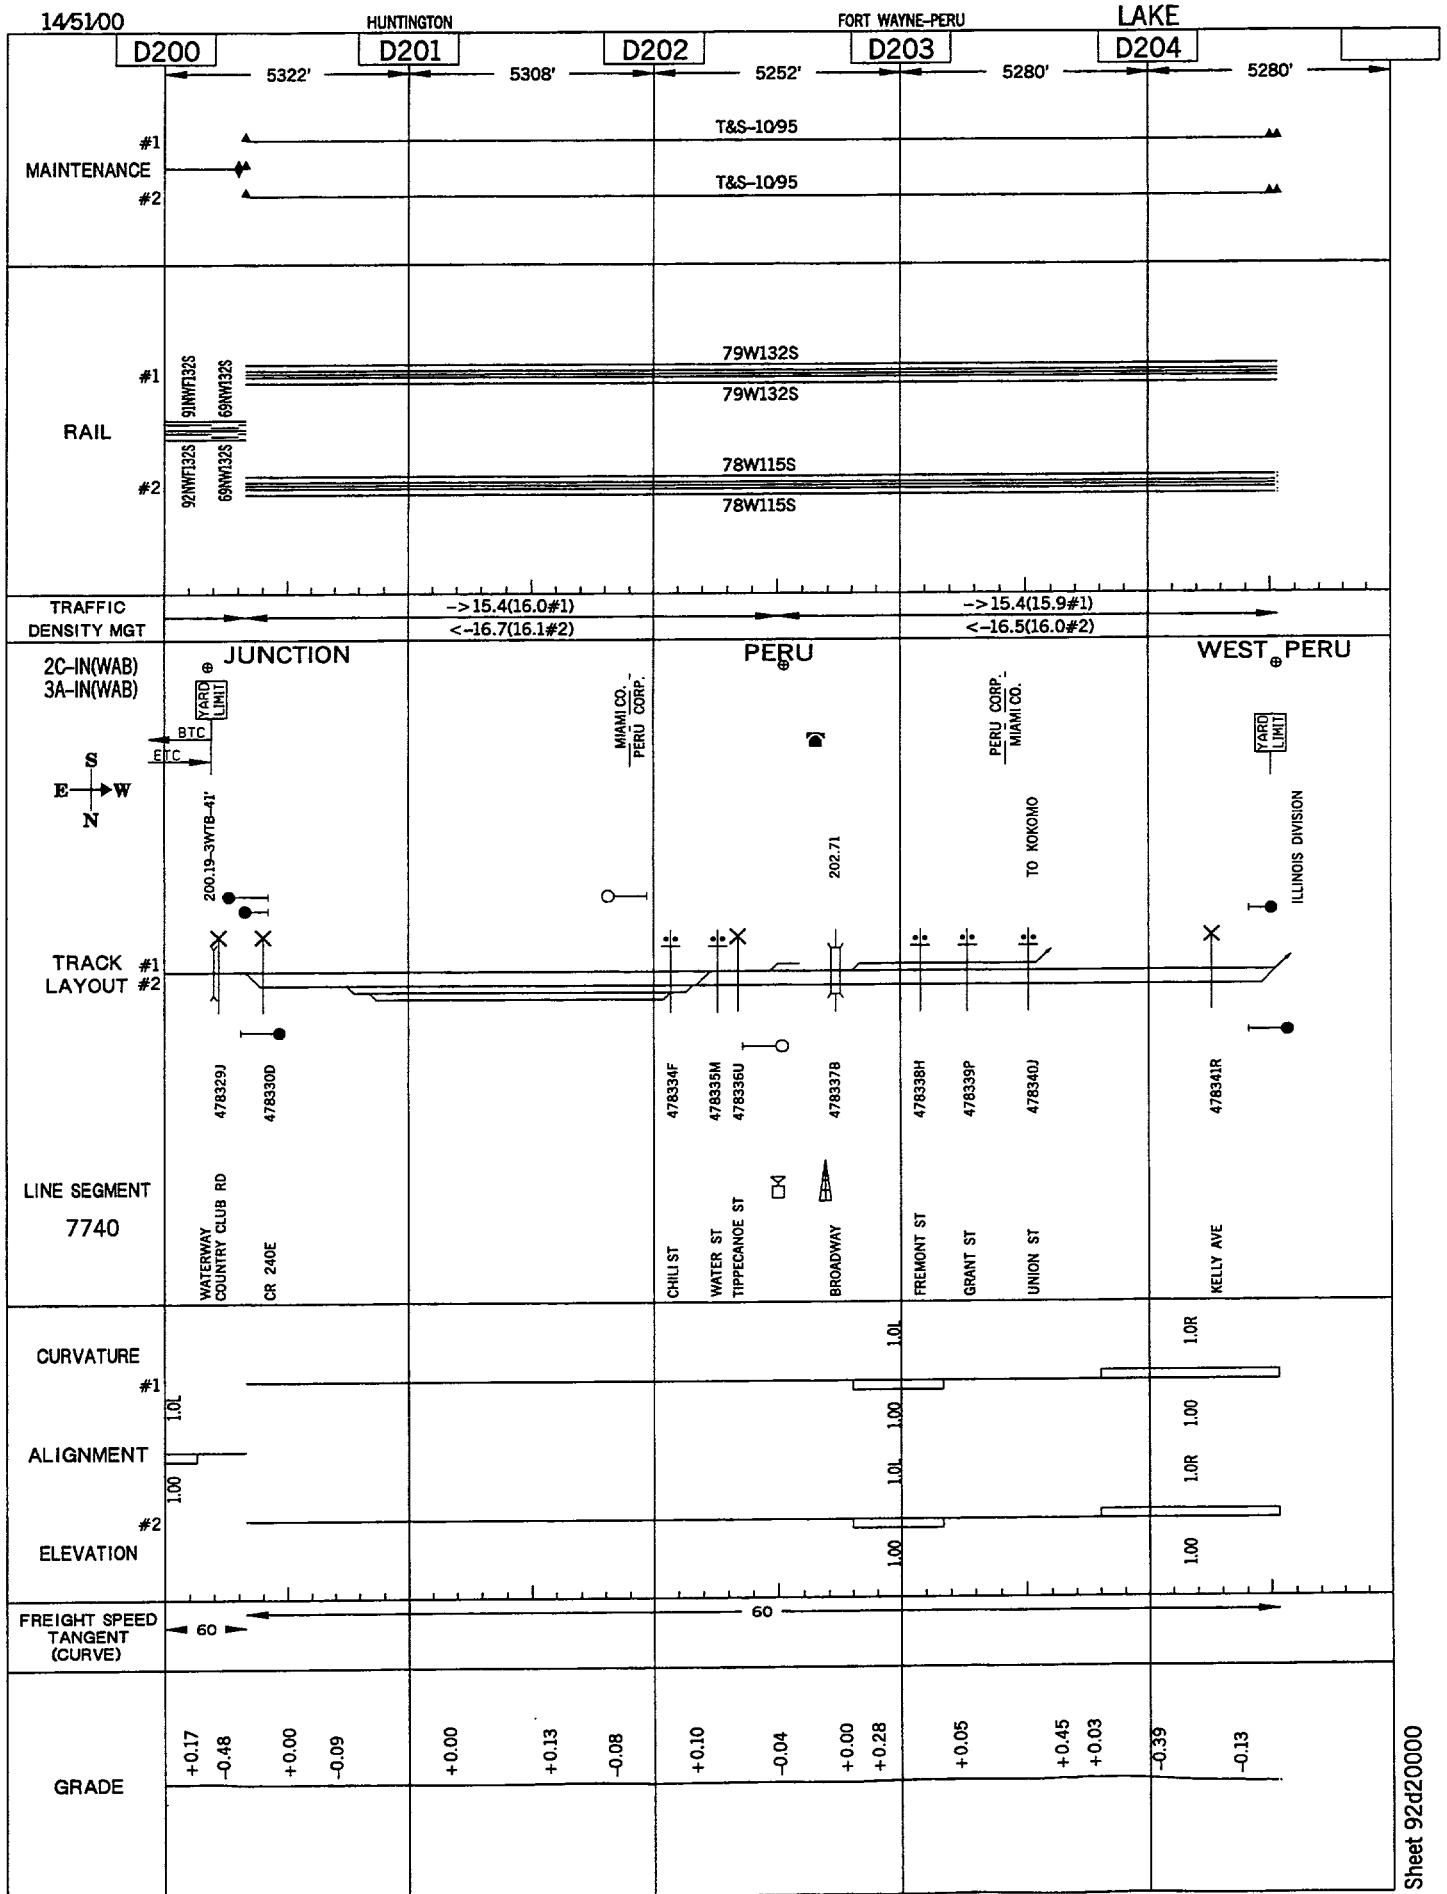 14/51/00
HUNTINGTON
FORT WAYNE-PERU
LAKE
D200
D201
D202
D203
D204
5322'
5308'
5252'
5280'
5280'
#1
T&S-10/95
MAINTENANCE
#2
T&S-10/95
79W132S
#1
91NWF132S
69NW132S
79W132S
RAIL
78W115S
#2
92NWF132S
69NW132S
78W115S
TRAFFIC
DENSITY MGT
->15.4(16.0#1)
<-16.7(16.1#2)
->15.4(15.9#1)
<-16.5(16.0#2)
2C-IN(WAB)
3A-IN(WAB)
JUNCTION
PERU
WEST PERU
YARD
LIMIT
BTC
ETC
MIAMI CO.
PERU CORP.
PERU CORP.
MIAMI CO.
YARD
LIMIT
S
E
W
N
200.19-3WTB-41'
202.71
TO KOKOMO
ILLINOIS DIVISION
TRACK #1
LAYOUT #2
478329J
478330D
478334F
478335M
478336U
478337B
478338H
478339P
478340J
478341R
LINE SEGMENT
7740
WATERWAY
COUNTRY CLUB RD
CR 240E
CHILI ST
WATER ST
TIPPECANOE ST
BROADWAY
FREMONT ST
GRANT ST
UNION ST
KELLY AVE
CURVATURE
1.0L
1.0R
#1
1.0L
1.00
1.00
ALIGNMENT
1.00
1.0L
1.0R
#2
ELEVATION
1.00
1.00
FREIGHT SPEED
TANGENT
(CURVE)
60
60
GRADE
+0.17
-0.48
+0.00
-0.09
+0.00
+0.13
-0.08
+0.10
-0.04
+0.00
+0.28
+0.05
+0.45
+0.03
-0.39
-0.13
Sheet 92d20000